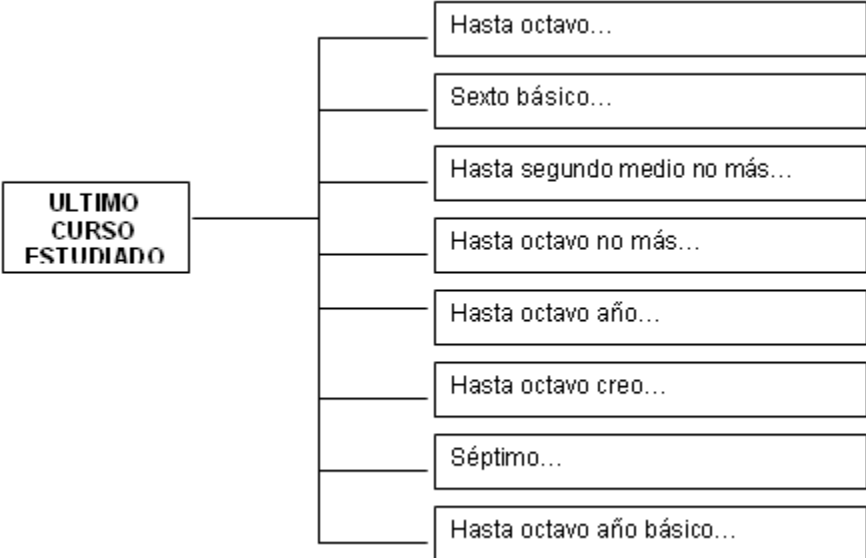 Hasta octavo...
Sexto básico...
Hasta segundo medio no más...
ULTIMO
CURSO
ESTUDIADO
Hasta octavo no más...
Hasta octavo año...
Hasta octavo creo...
Séptimo...
Hasta octavo año básico...